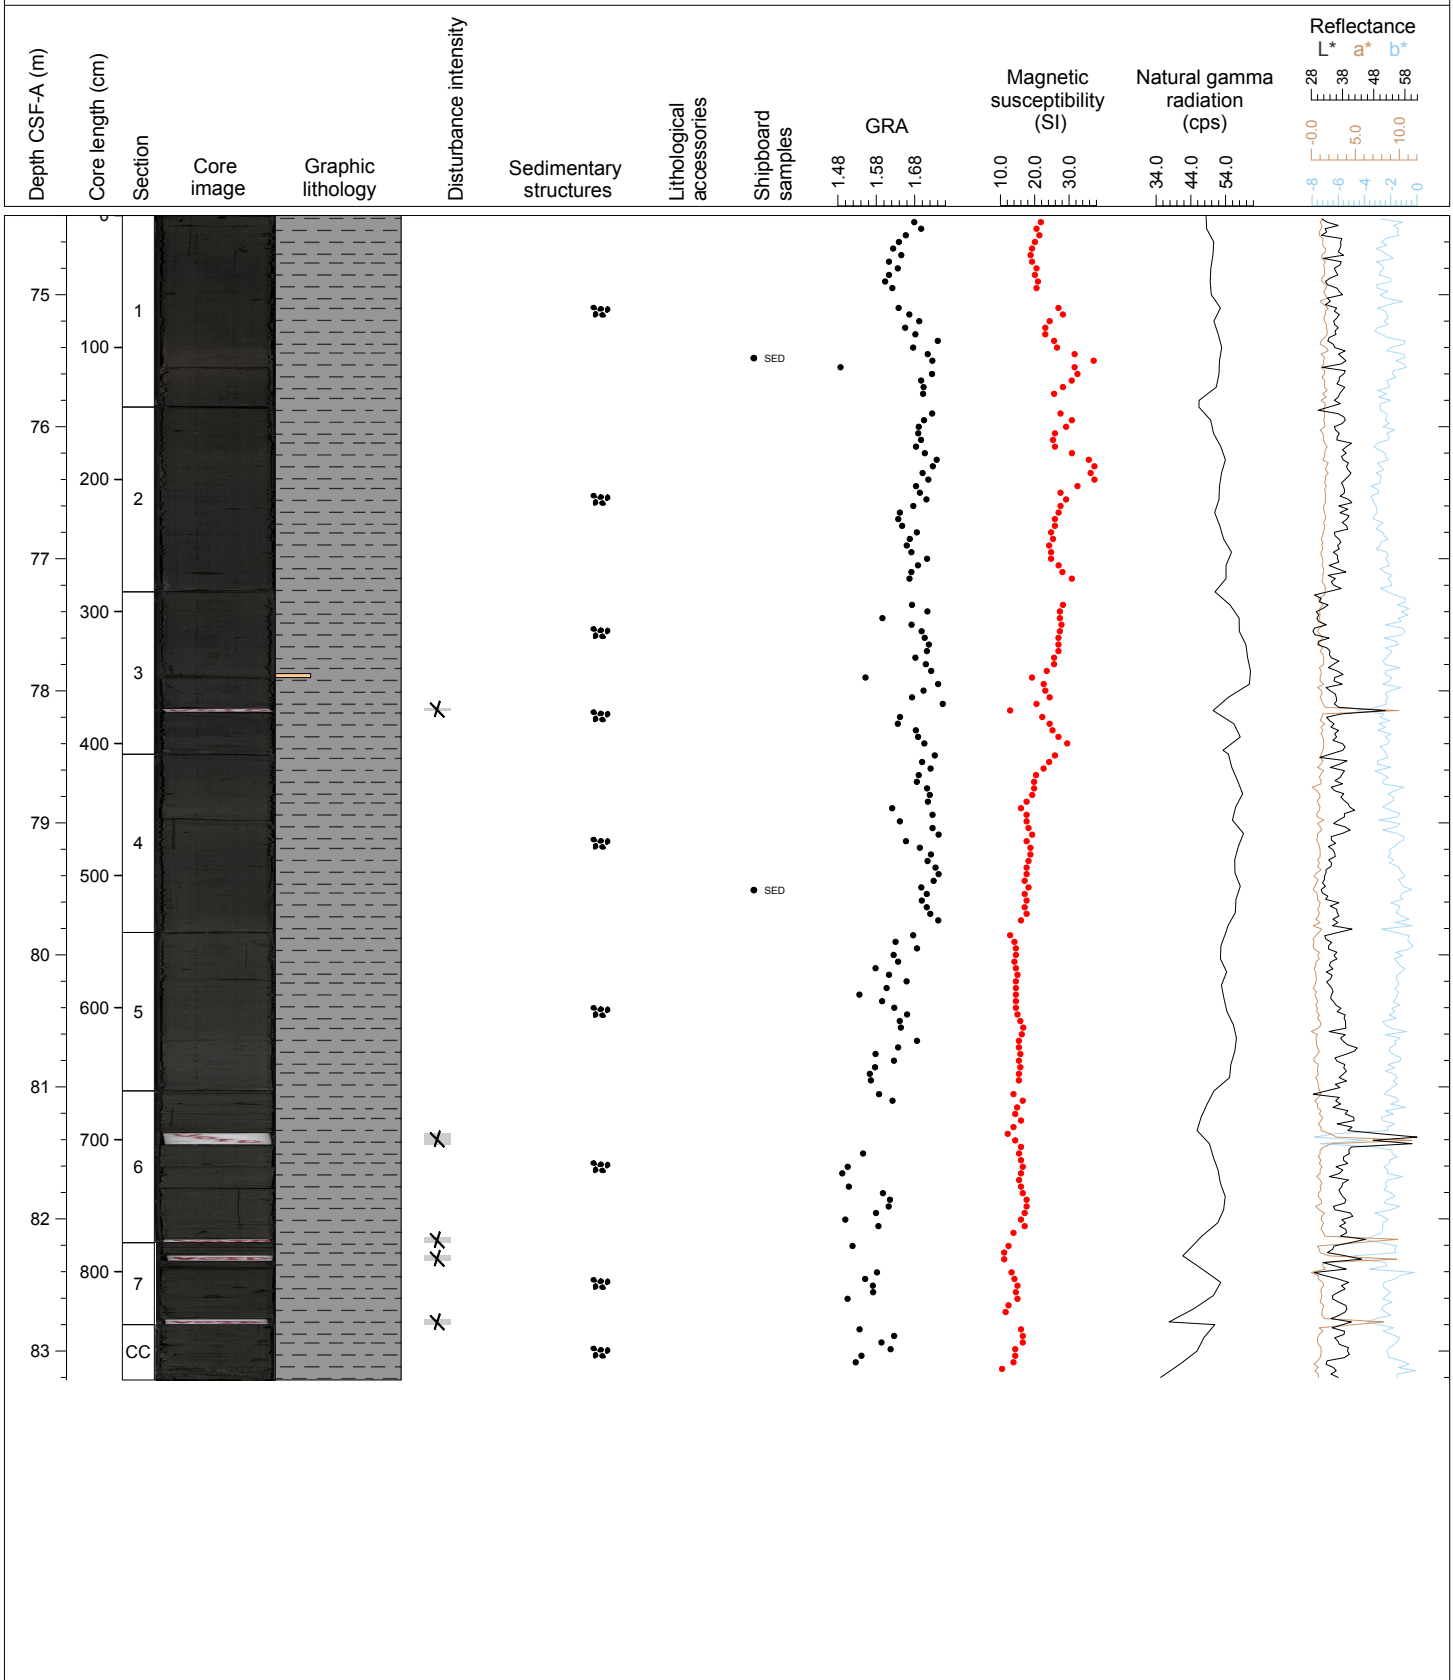 Depth CSF-A (m)
Core length (cm)
Section
Core
image
Graphic
lithology
Disturbance intensity
Sedimentary
structures
Lithological
accessories
Shipboard
samples
GRA
1.48
1.58
1.68
Magnetic
susceptibility
(SI)
10.0
20.0
30.0
Natural gamma
radiation
(cps)
34.0
44.0
54.0
Reflectance
L* a* b*
28
38
48
58
-0.0
5.0
10.0
-8
-6
-4
-2
0
0
75
1
100
SED
76
200
2
77
300
3
78
400
79
4
500
SED
80
600
5
81
700
6
82
800
7
83
CC